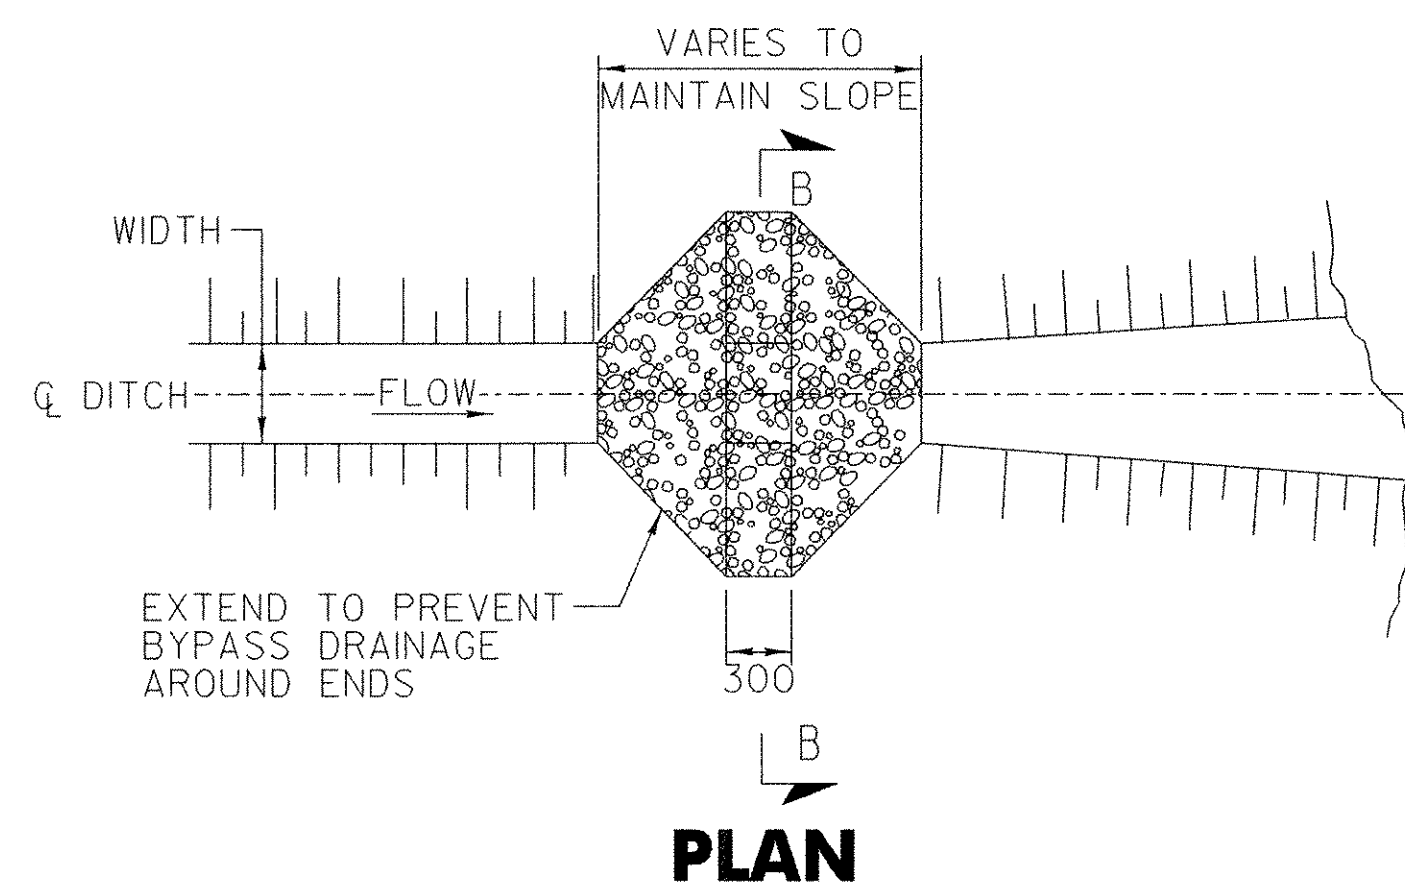 VARIES TO
MAINTAIN SLOPE
B
WIDTH
℄ DITCH
FLOW
EXTEND TO PREVENT
BYPASS DRAINAGE
AROUND ENDS
300
B
PLAN